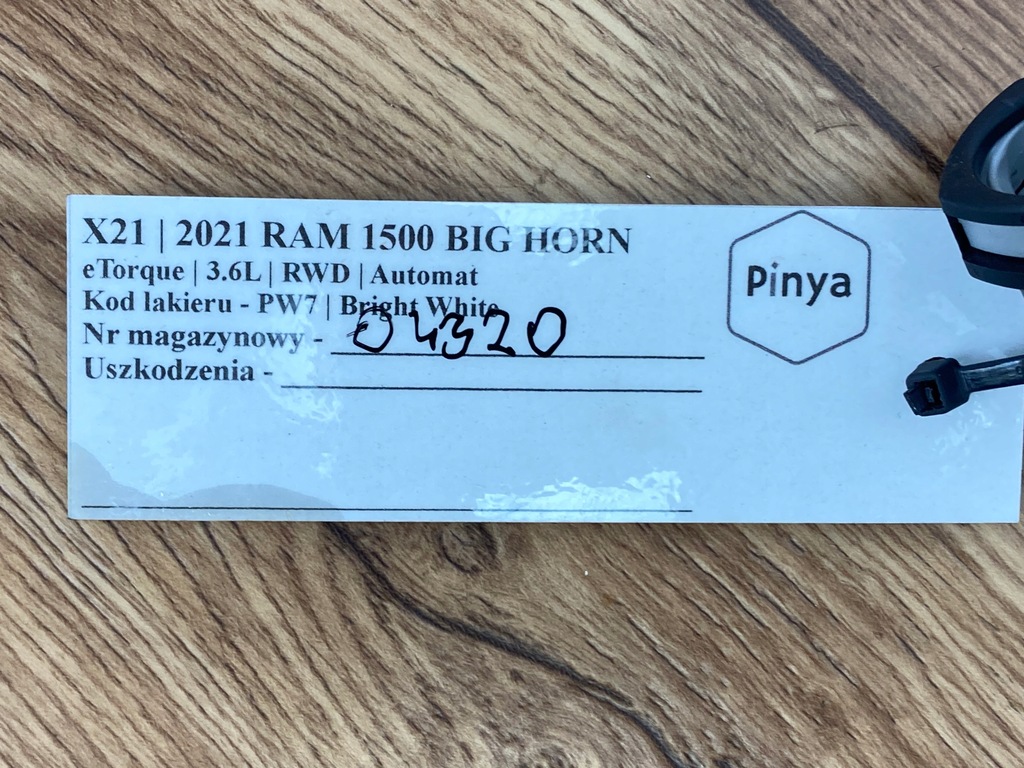 X21 | 2021 RAM 1500 BIG HORN
eTorque | 3.6L | RWD | Automat
Kod lakieru - PW7 | Bright White
Nr magazynowy - 04320
Uszkodzenia -
Pinya